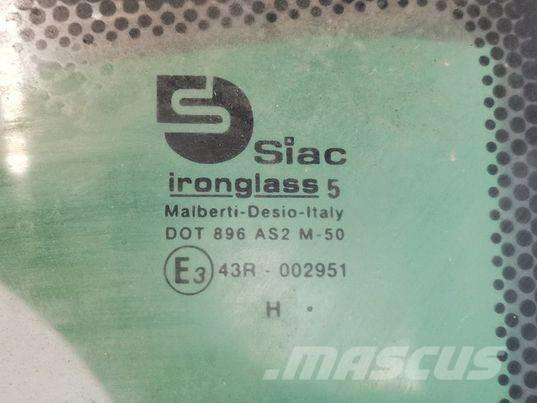 Siac
ironglass 5
Malberti-Desio-Italy
DOT 896 AS2 M-50
E3 43R - 002951
H .
MASCUS